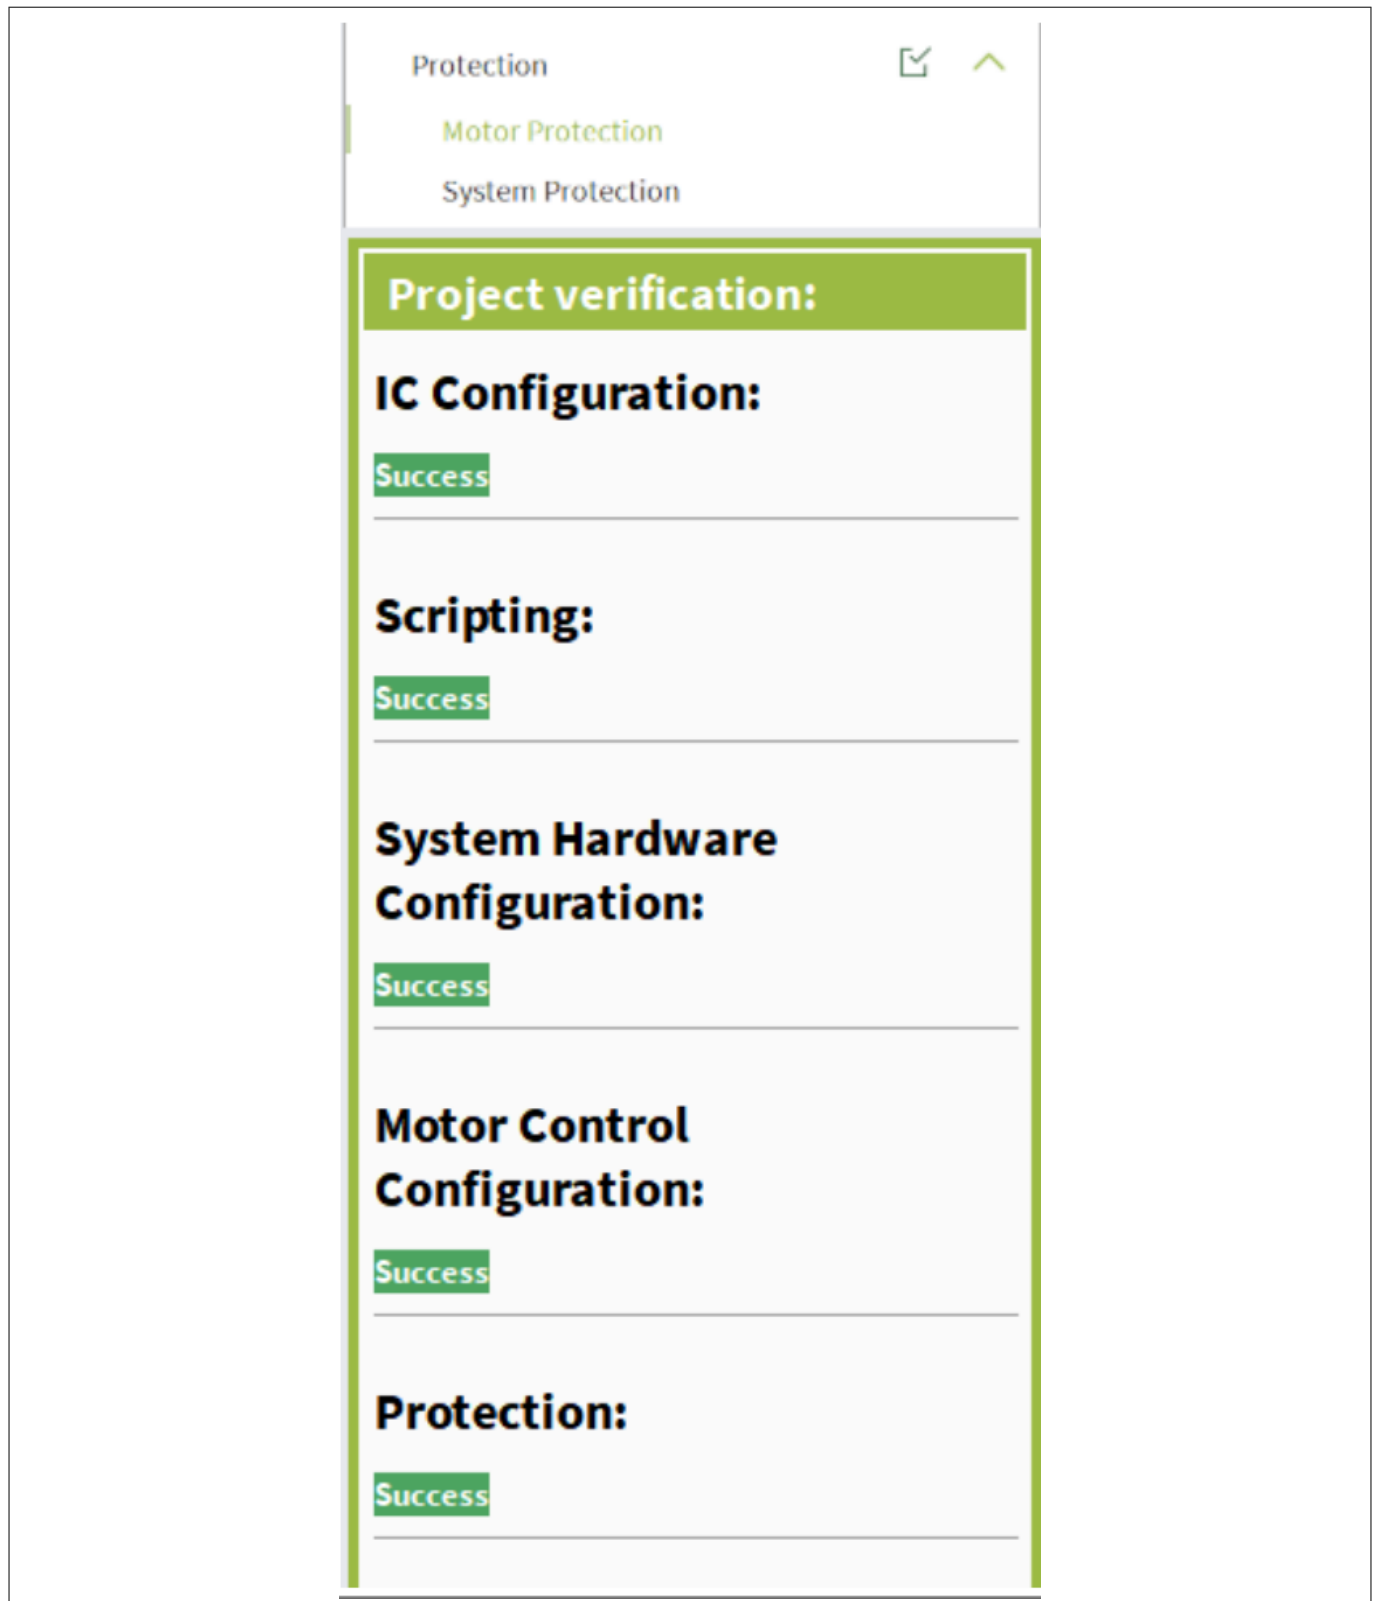 Protection
Motor Protection
System Protection
Project verification:
IC Configuration:
Success
Scripting:
Success
System Hardware
Configuration:
Success
Motor Control
Configuration:
Success
Protection:
Success